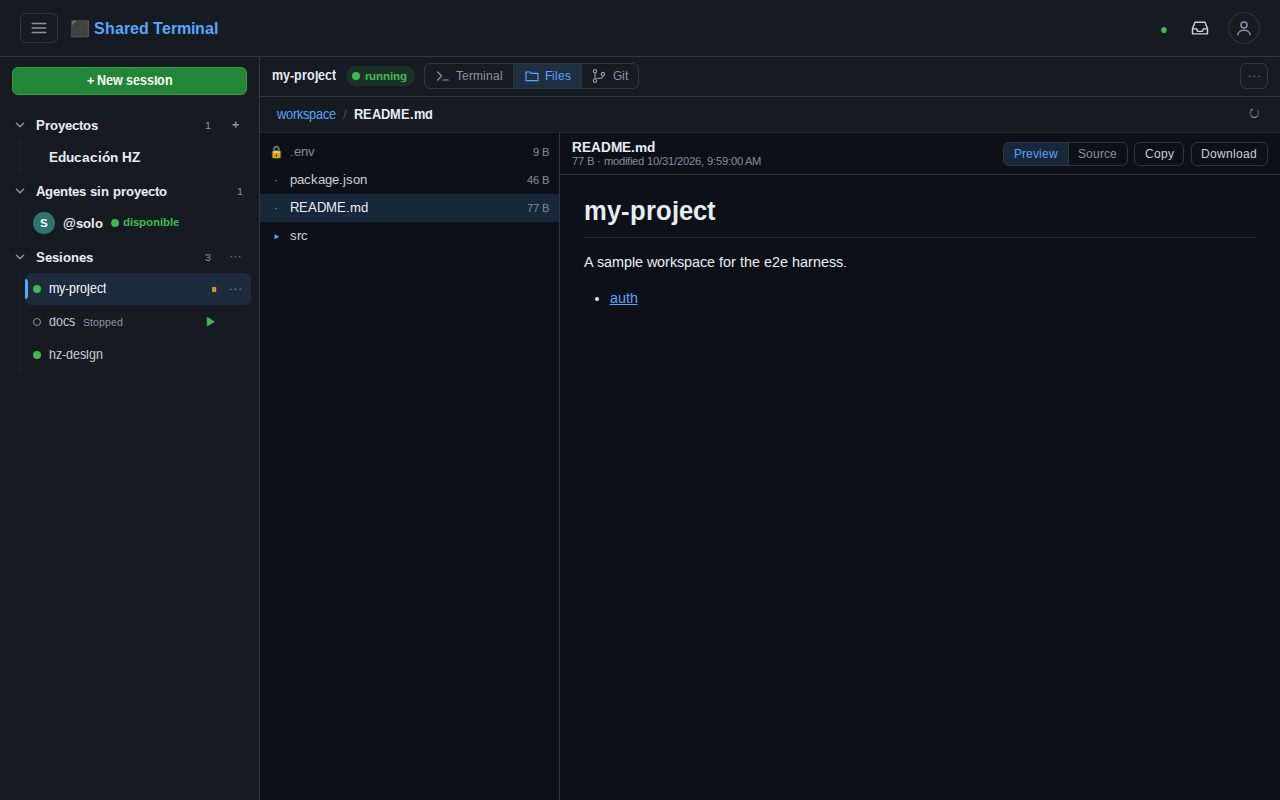 Shared Terminal
+ New session
Proyectos 1 +
Educación HZ
Agentes sin proyecto 1
S @solo disponible
Sesiones 3 ···
my-project ···
docs Stopped
hz-design
my-project running Terminal Files Git ···
workspace / README.md
.env 9 B
· package.json 46 B
· README.md 77 B
src
README.md
77 B · modified 10/31/2026, 9:59:00 AM
Preview Source Copy Download
my-project
A sample workspace for the e2e harness.
• auth